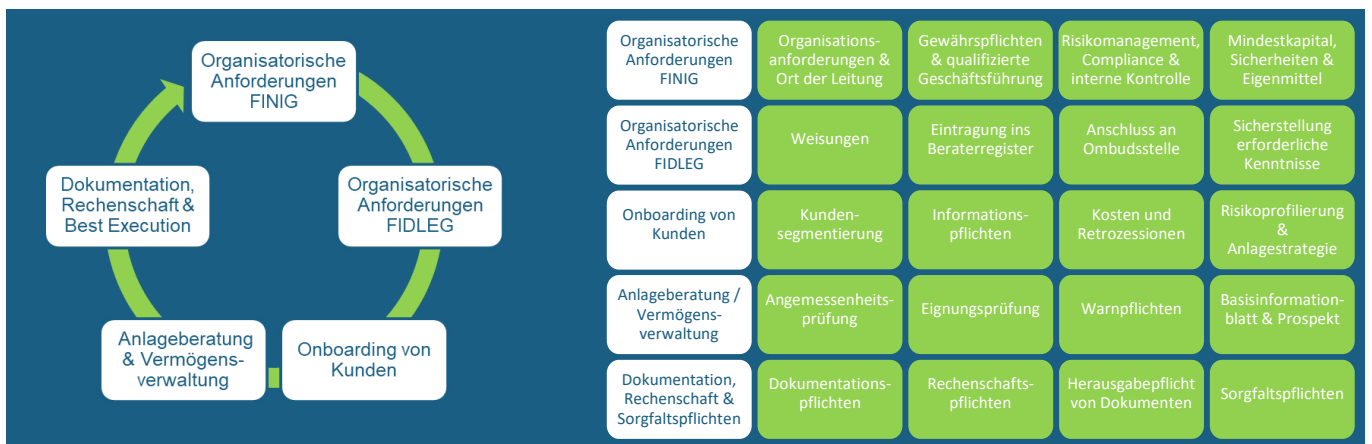 Organisatorische
Anforderungen
FINIG
Dokumentation,
Rechenschaft &
Best Execution
Organisatorische
Anforderungen
FIDLEG
Anlageberatung
& Vermögens-
verwaltung
Onboarding von
Kunden
Organisatorische
Anforderungen
FINIG
Organisations-
anforderungen &
Ort der Leitung
Gewährspflichten
& qualifizierte
Geschäftsführung
Risikomanagement,
Compliance &
interne Kontrolle
Mindestkapital,
Sicherheiten &
Eigenmittel
Organisatorische
Anforderungen
FIDLEG
Weisungen
Eintragung ins
Beraterregister
Anschluss an
Ombudsstelle
Sicherstellung
erforderliche
Kenntnisse
Onboarding von
Kunden
Kunden-
segmentierung
Informations-
pflichten
Kosten und
Retrozessionen
Risikoprofilierung
&
Anlagestrategie
Anlageberatung /
Vermögens-
verwaltung
Angemessenheits-
prüfung
Eignungsprüfung
Warnpflichten
Basisinformation-
blatt & Prospekt
Dokumentation,
Rechenschaft &
Sorgfaltspflichten
Dokumentations-
pflichten
Rechenschafts-
pflichten
Herausgabepflicht
von Dokumenten
Sorgfaltspflichten